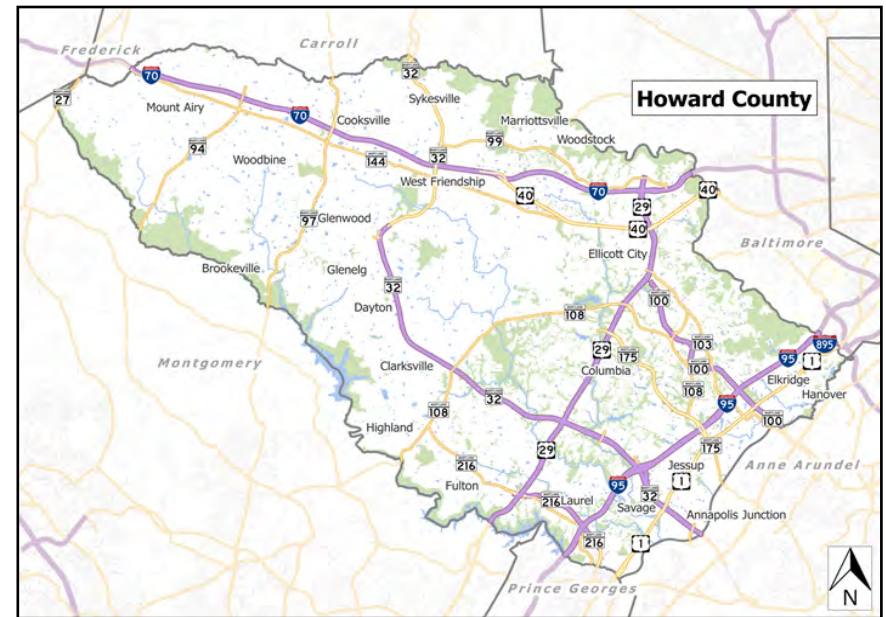 Frederick
Carroll
32
70
27
Mount Airy
Sykesville
Howard County
70
Cooksville
Marriottsville
Woodstock
99
94
Woodbine
144
32
West Friendship
70
40
40
29
97
Glenwood
40
Baltimore
Ellicott City
Brookeville
Glenelg
32
100
Dayton
108
103
895
29
175
95
1
Montgomery
Clarksville
Columbia
100
Elkridge
108
Hanover
32
95
108
100
Highland
29
175
216
Jessup
Anne Arundel
Fulton
95
1
32
216
Laurel
Savage
Annapolis Junction
216
1
Prince Georges
N